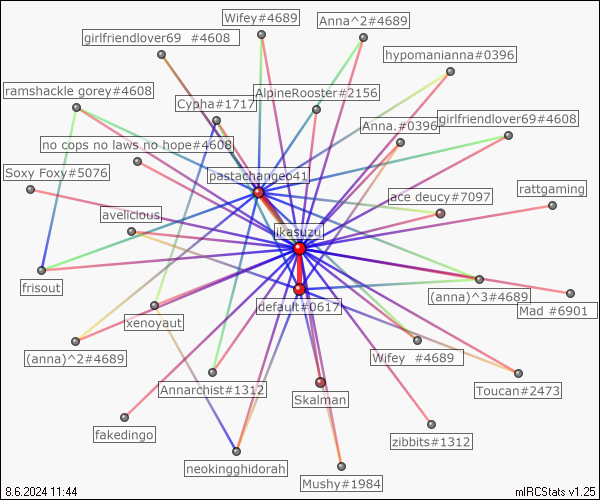 Wifey#4689
Anna^2#4689
girlfriendlover69 #4608
hypomanianna#0396
ramshackle gorey#4608
AlpineRooster#2156
Cypha#1717
girlfriendlover69#4608
Anna.#0396
no cops no laws no hope#4608
Soxy Foxy#5076
pastachangeo41
ace deucy#7097
rattgaming
avelicious
ikasuzu
frisout
(anna)^3#4689
default#0617
Mad #6901
xenoyaut
(anna)^2#4689
Wifey #4689
Annarchist#1312
Toucan#2473
Skalman
fakedingo
zibbits#1312
neokingghidorah
Mushy#1984
8.6.2024 11:44
mIRCStats v1.25